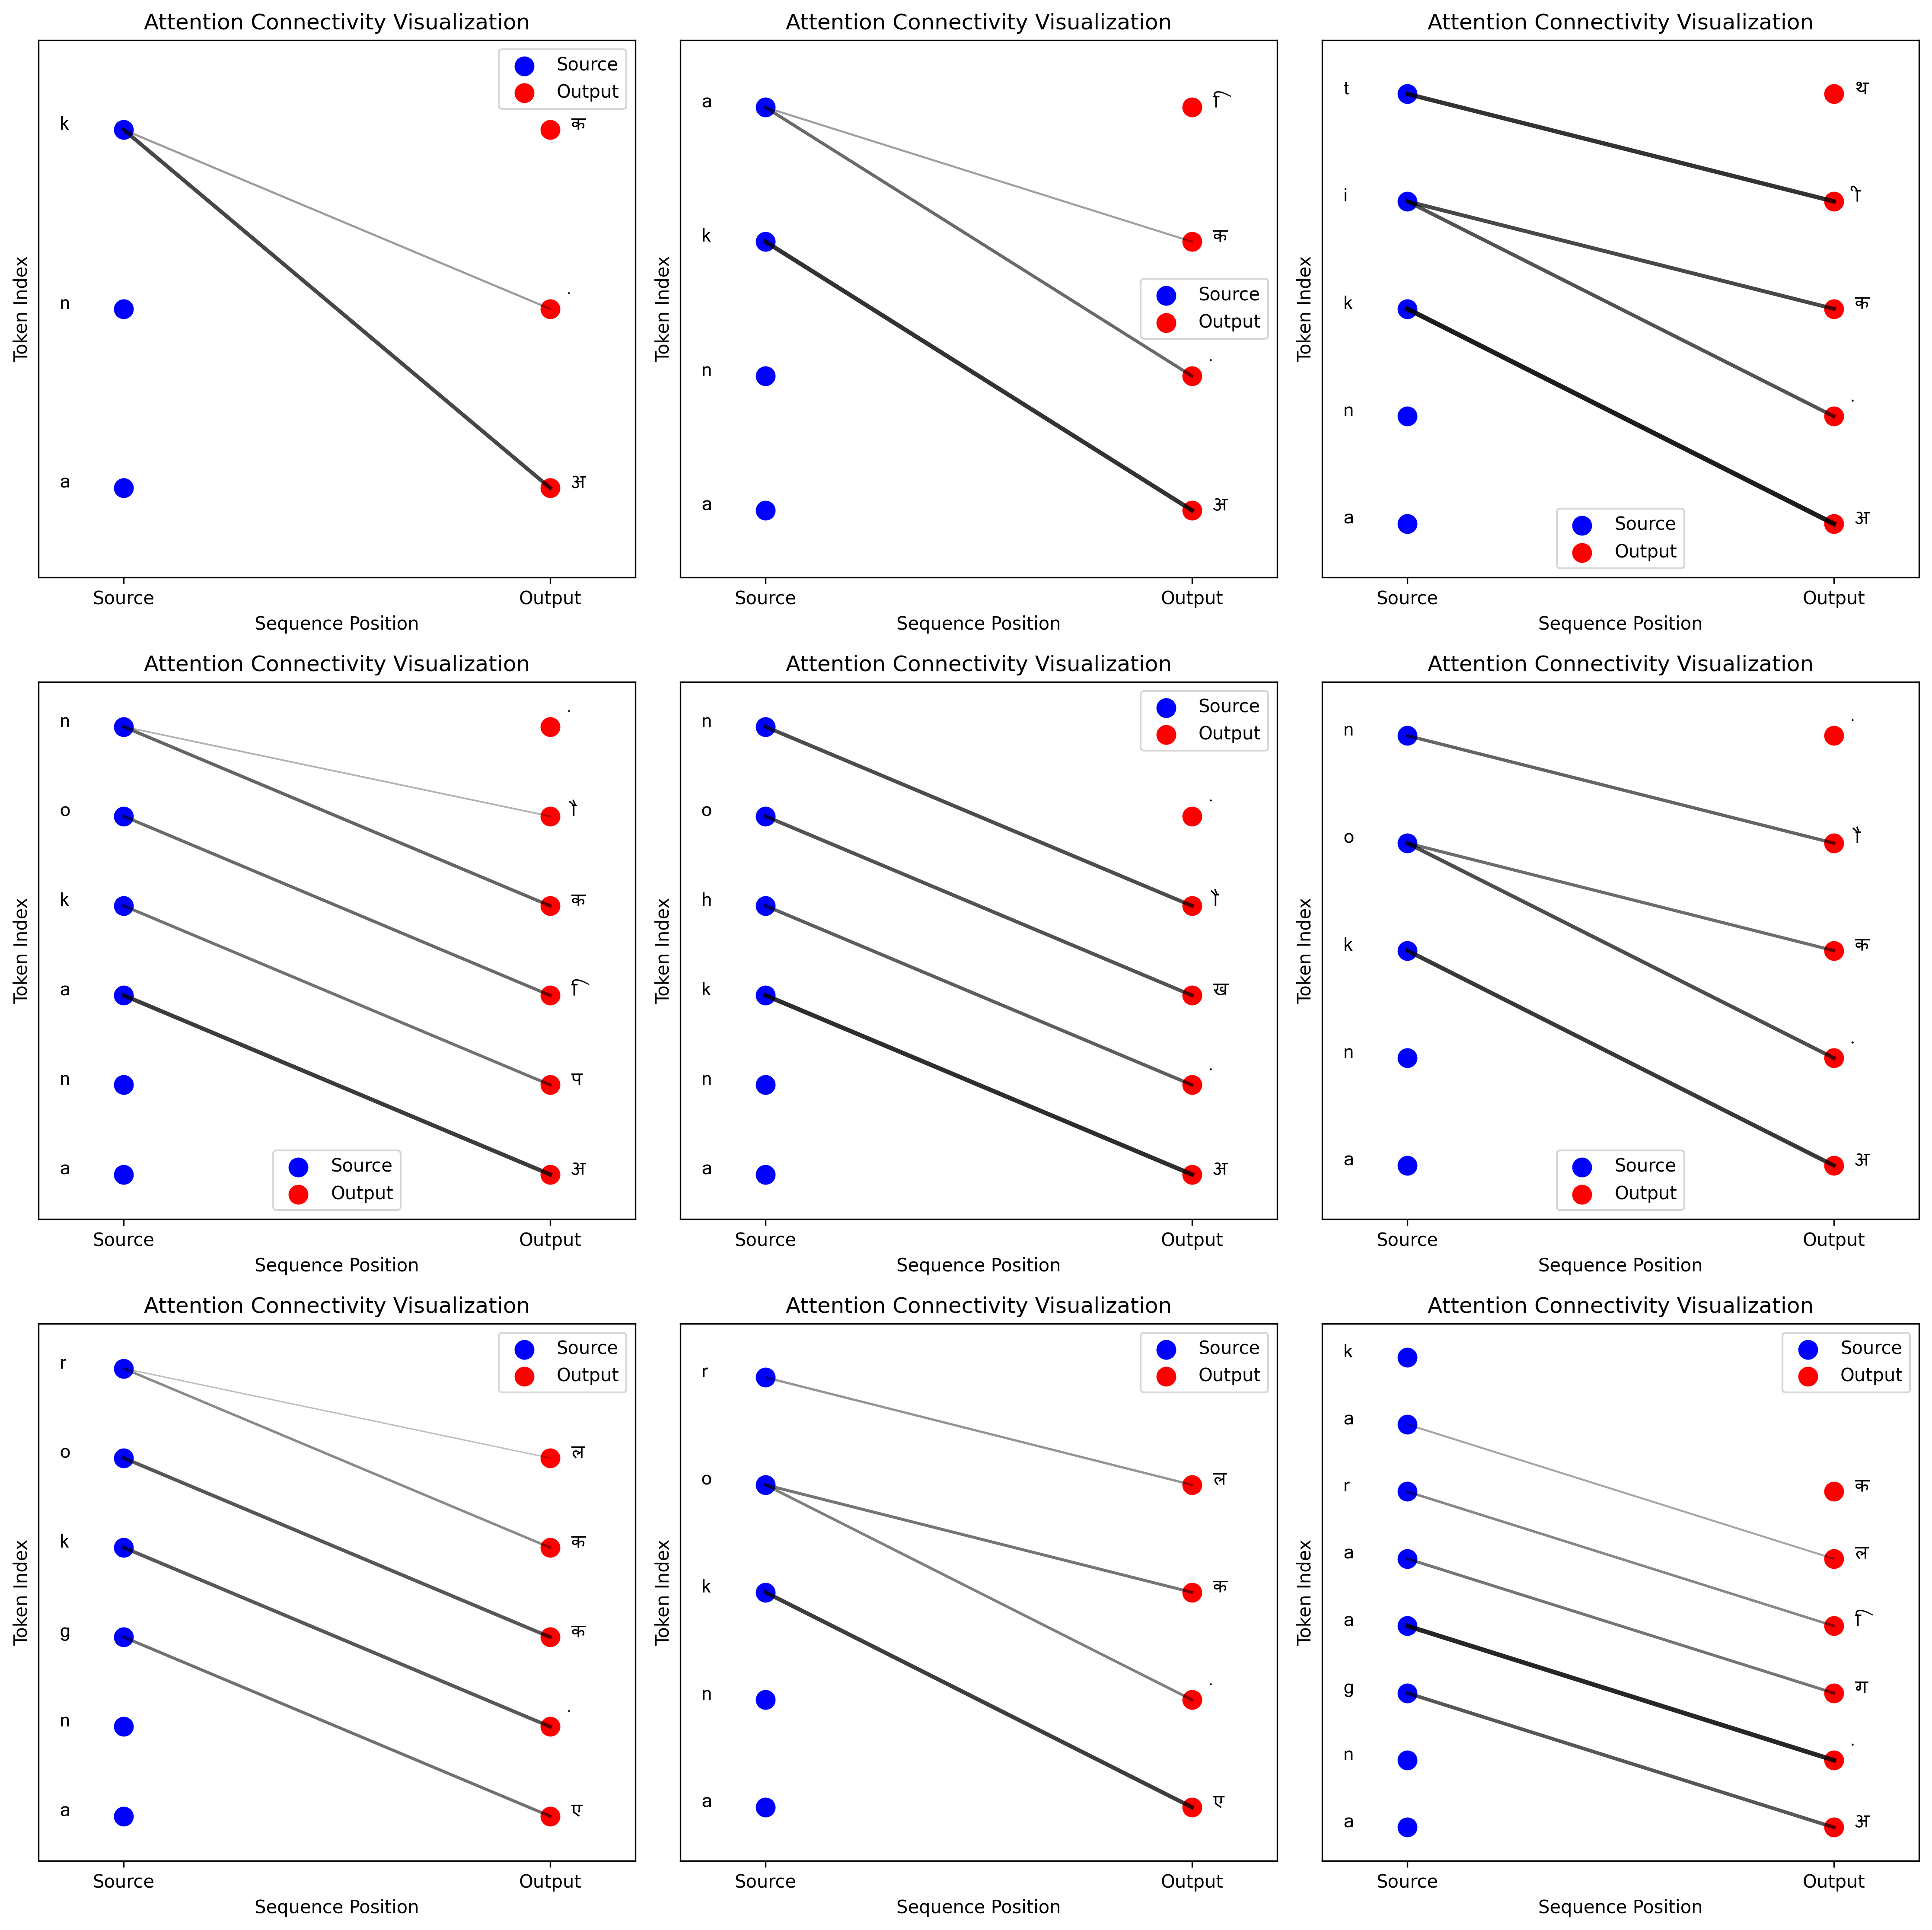 Attention Connectivity Visualization
Source
Output
Token Index
k
n
a
क
ं
अ
Source
Output
Sequence Position
Attention Connectivity Visualization
Source
Output
Token Index
a
k
n
a
ि
क
ं
अ
Source
Output
Sequence Position
Attention Connectivity Visualization
Source
Output
Token Index
t
i
k
n
a
थ
ी
क
ं
अ
Source
Output
Sequence Position
Attention Connectivity Visualization
Source
Output
Token Index
n
o
k
a
n
a
ं
ो
क
ि
प
अ
Source
Output
Sequence Position
Attention Connectivity Visualization
Source
Output
Token Index
n
o
h
k
n
a
ं
ो
ख
ं
अ
Source
Output
Sequence Position
Attention Connectivity Visualization
Source
Output
Token Index
n
o
k
n
a
ं
ो
क
ं
अ
Source
Output
Sequence Position
Attention Connectivity Visualization
Source
Output
Token Index
r
o
k
g
n
a
ल
क
क
ं
ए
Source
Output
Sequence Position
Attention Connectivity Visualization
Source
Output
Token Index
r
o
k
n
a
ल
क
ं
ए
Source
Output
Sequence Position
Attention Connectivity Visualization
Source
Output
Token Index
k
a
r
a
a
g
n
a
क
ल
ि
ग
ं
अ
Source
Output
Sequence Position